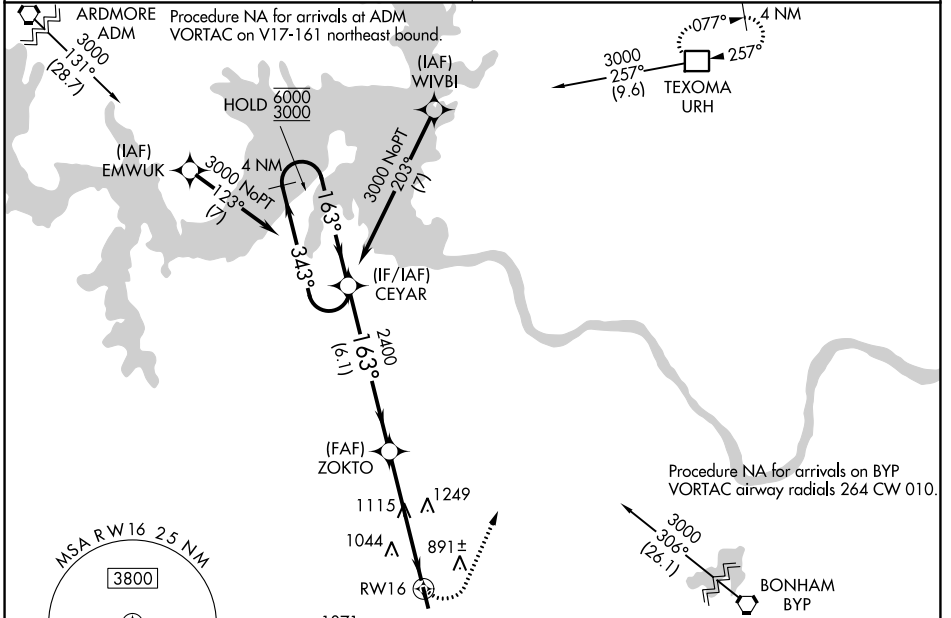 ARDMORE
ADM
Procedure NA for arrivals at ADM
VORTAC on V17-161 northeast bound.
3000
131°
(28.7)
077°
4 NM
257°
3000
257°
(9.6)
TEXOMA
URH
(IAF)
WIVBI
HOLD 6000
3000
(IAF)
EMWUK
3000 NoPT
123°
(7)
4 NM
3000 NoPT
203°
(7)
163°
343°
(IF/IAF)
CEYAR
2400
163°
(6.1)
(FAF)
ZOKTO
Procedure NA for arrivals on BYP
VORTAC airway radials 264 CW 010.
1115
1249
1044
891±
RW16
3000
306°
(26.1)
BONHAM
BYP
MSA RW16 25 NM
3800